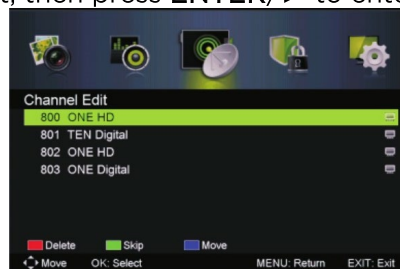 t, then press ENTER/ ► to ente
Channel Edit
800 ONE HD
801 TEN Digital
802 ONE HD
803 ONE Digital
Delete Skip Move
Move OK: Select MENU: Return EXIT: Exit